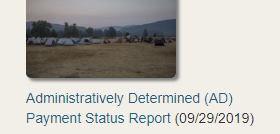 Administratively Determined (AD)
Payment Status Report (09/29/2019)